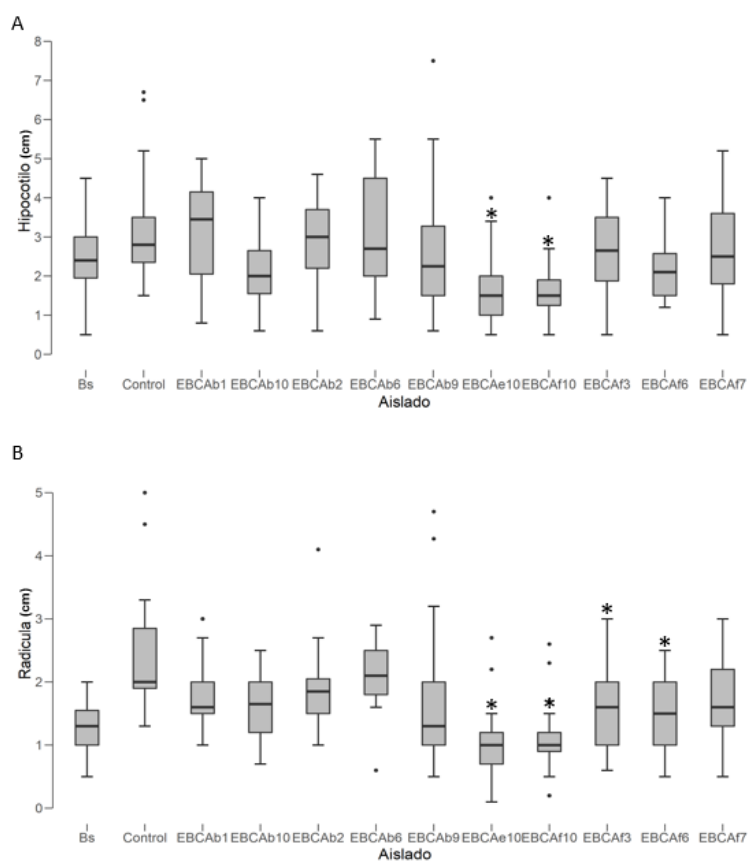 A
8
7
6
5
4
3
2
1
0
Hipocotilo (cm)
Bs Control EBCAb1 EBCAb10 EBCAb2 EBCAb6 EBCAb9 EBCAe10 EBCAf10 EBCAf3 EBCAf6 EBCAf7
Aislado
* *
B
5
4
3
2
1
0
Radicula (cm)
* * * *
Bs Control EBCAb1 EBCAb10 EBCAb2 EBCAb6 EBCAb9 EBCAe10 EBCAf10 EBCAf3 EBCAf6 EBCAf7
Aislado